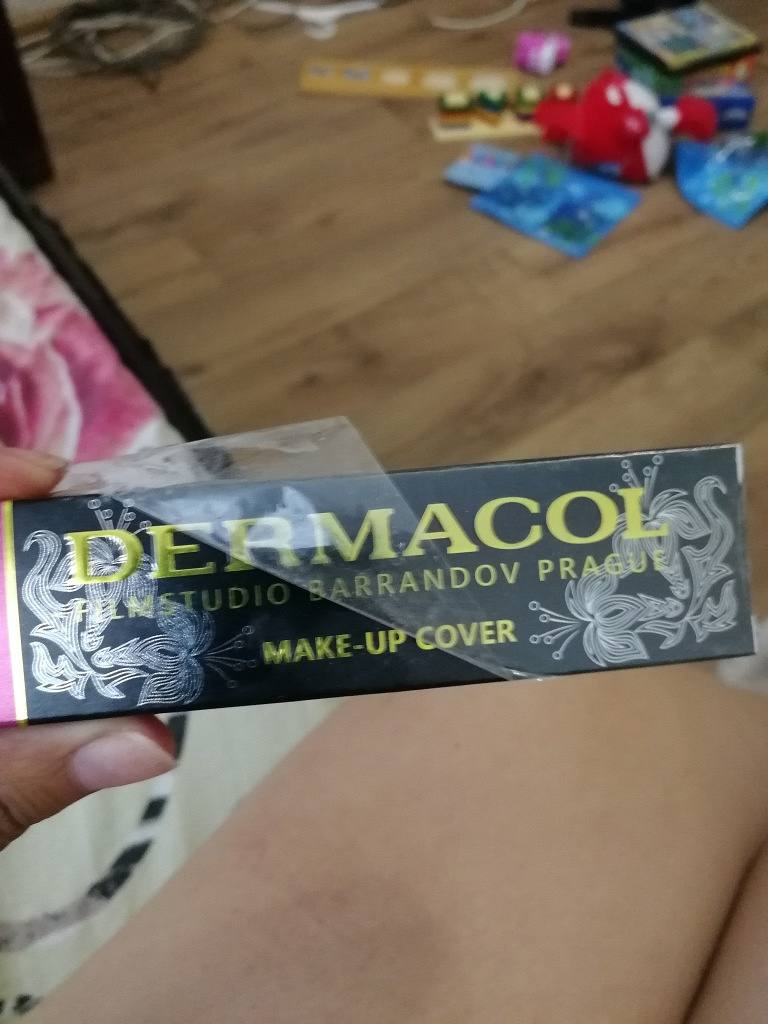 DERMACOL
FILMSTUDIO BARRANDOV PRAGUE
MAKE-UP COVER